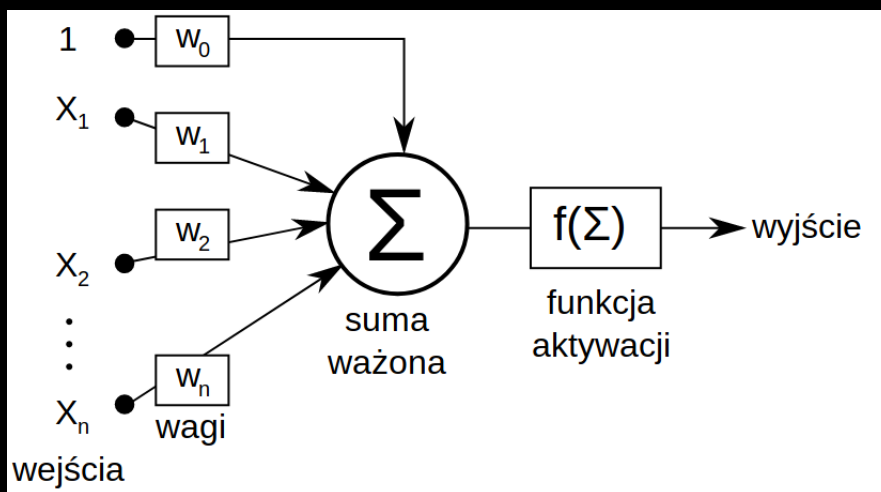 1
w₀
X₁
w₁
X₂
w₂
Xₙ
wₙ
wagi
wejścia
Σ
suma
ważona
f(Σ)
funkcja
aktywacji
wyjście